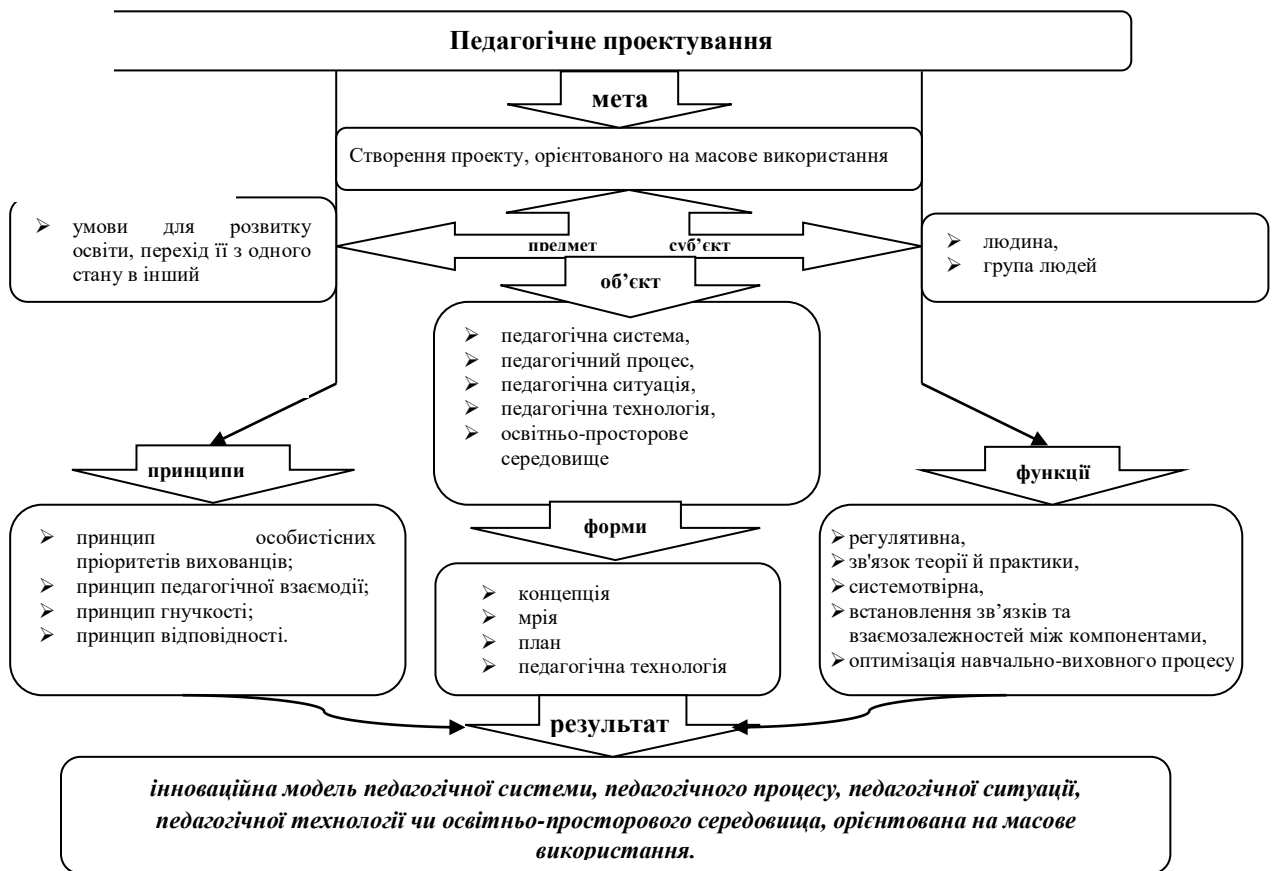 Педагогічне проектування
мета
Створення проекту, орієнтованого на масове використання
➢ умови для розвитку
освіти, перехід її з одного
стану в інший
предмет
суб’єкт
➢ людина,
➢ група людей
об’єкт
➢ педагогічна система,
➢ педагогічний процес,
➢ педагогічна ситуація,
➢ педагогічна технологія,
➢ освітньо-просторове
середовище
принципи
функції
форми
➢ принцип особистісних
пріоритетів вихованців;
➢ принцип педагогічної взаємодії;
➢ принцип гнучкості;
➢ принцип відповідності.
➢ концепція
➢ мрія
➢ план
➢ педагогічна технологія
➢ регулятивна,
➢ зв'язок теорії й практики,
➢ системотвірна,
➢ встановлення зв’язків та
взаємозалежностей між компонентами,
➢ оптимізація навчально-виховного процесу
результат
інноваційна модель педагогічної системи, педагогічного процесу, педагогічної ситуації,
педагогічної технології чи освітньо-просторового середовища, орієнтована на масове
використання.